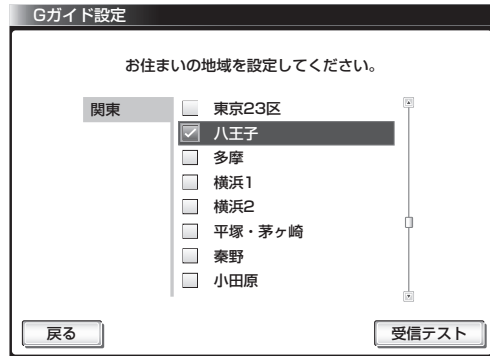 Gガイド設定
お住まいの地域を設定してください。
関東
東京23区
八王子
多摩
横浜1
横浜2
平塚・茅ヶ崎
秦野
小田原
戻る
受信テスト